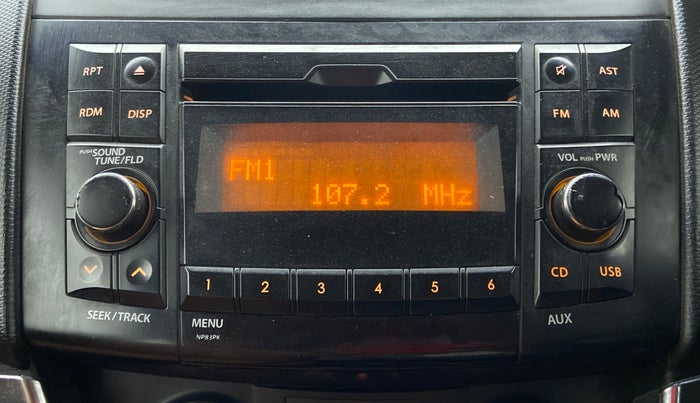 RPT
AST
RDM
DISP
FM
AM
PUSH SOUND
TUNE/FLD
VOL PUSH PWR
FM1
107.2 MHz
CD
USB
1 2 3 4 5 6
SEEK/TRACK
MENU
AUX
NP83PK